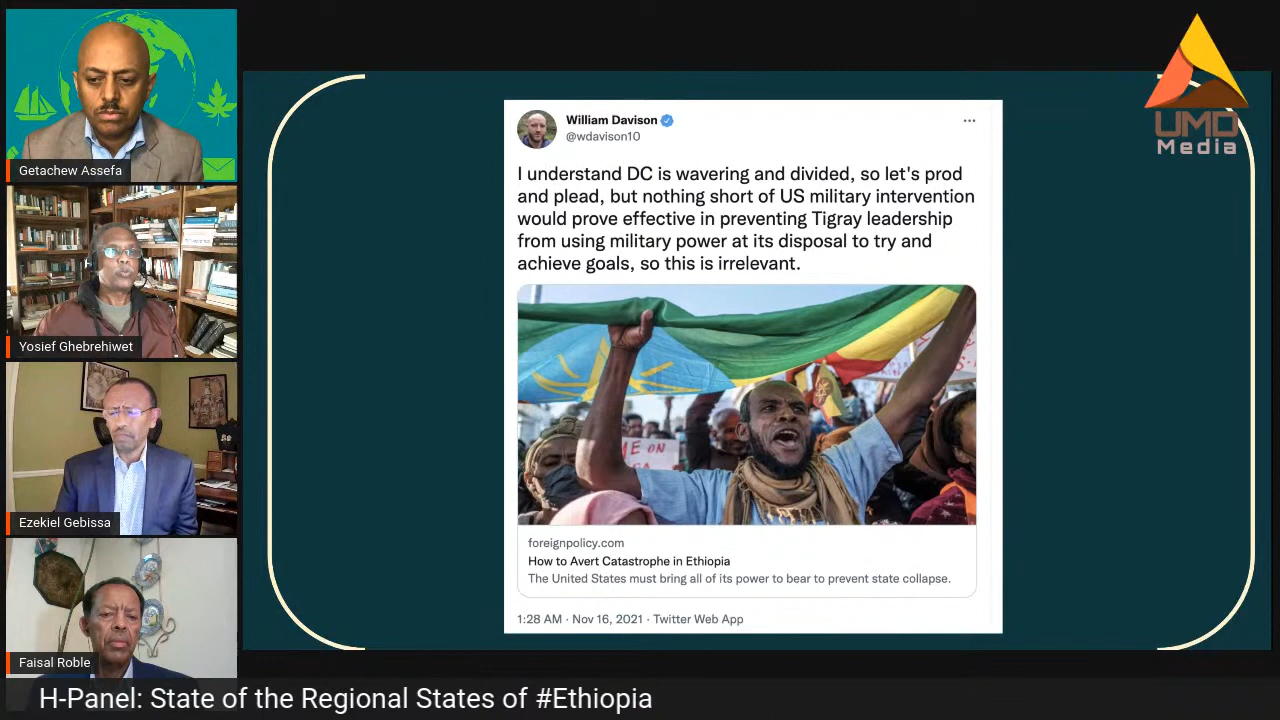 Getachew Assefa
Yosief Ghebrehiwet
Ezekiel Gebissa
Faisal Roble
UMD
Media
William Davison
@wdavison10
I understand DC is wavering and divided, so let's prod
and plead, but nothing short of US military intervention
would prove effective in preventing Tigray leadership
from using military power at its disposal to try and
achieve goals, so this is irrelevant.
ME ON
foreignpolicy.com
How to Avert Catastrophe in Ethiopia
The United States must bring all of its power to bear to prevent state collapse.
1:28 AM · Nov 16, 2021 · Twitter Web App
H-Panel: State of the Regional States of #Ethiopia